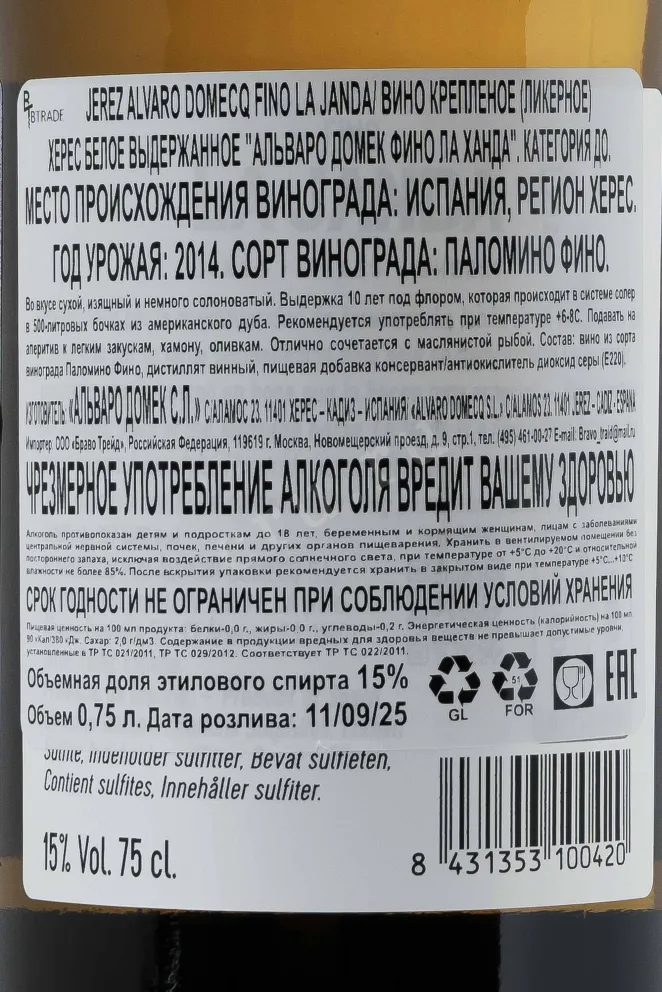 BTRADE
JEREZ ALVARO DOMECQ FINO LA JANDA/ ВИНО КРЕПЛЕНОЕ (ЛИКЕРНОЕ)
ХЕРЕС БЕЛОЕ ВЫДЕРЖАННОЕ "АЛЬВАРО ДОМЕК ФИНО ЛА ХАНДА". КАТЕГОРИЯ ДО.
МЕСТО ПРОИСХОЖДЕНИЯ ВИНОГРАДА: ИСПАНИЯ, РЕГИОН ХЕРЕС.
ГОД УРОЖАЯ: 2014. СОРТ ВИНОГРАДА: ПАЛОМИНО ФИНО.
Во вкусе сухой, изящный и немного солоноватый. Выдержка 10 лет под флором, которая происходит в системе солер
в 500-литровых бочках из американского дуба. Рекомендуется употреблять при температуре +6-8С. Подавать на
аперитив к легким закускам, хамону, оливкам. Отлично сочетается с маслянистой рыбой. Состав: вино из сорта
винограда Паломино Фино, дистиллят винный, пищевая добавка консервант/антиокислитель диоксид серы (Е220).
ИЗГОТОВИТЕЛЬ: «АЛЬВАРО ДОМЕК С.Л.» С/АЛАМОС 23. 11401 ХЕРЕС – КАДИЗ – ИСПАНИЯ/ «ALVARO DOMECQ S.L.» C/ALAMOS 23. 11401 JEREZ - CADIZ - ESPAÑA
Импортер: ООО «Браво Трейд», Российская Федерация, 119619 г. Москва, Новомещерский проезд, д. 9, стр.1, тел. (495) 461-00-27 E-mail: Bravo_traid@mail.ru
ЧРЕЗМЕРНОЕ УПОТРЕБЛЕНИЕ АЛКОГОЛЯ ВРЕДИТ ВАШЕМУ ЗДОРОВЬЮ
Алкоголь противопоказан детям и подросткам до 18 лет, беременным и кормящим женщинам, лицам с заболеваниями
центральной нервной системы, почек, печени и других органов пищеварения. Хранить в вентилируемом помещении без
постороннего запаха, исключая воздействие прямого солнечного света, при температуре от +5°С до +20°С и относительной
влажности не более 85%. После вскрытия упаковки рекомендуется хранить в закрытом виде при температуре +5°С...+10°С
СРОК ГОДНОСТИ НЕ ОГРАНИЧЕН ПРИ СОБЛЮДЕНИИ УСЛОВИЙ ХРАНЕНИЯ
Пищевая ценность на 100 мл продукта: белки-0,0 г., жиры-0,0 г., углеводы-0,2 г. Энергетическая ценность (калорийность) на 100 мл:
90 кКал/380 кДж. Сахар: 2,0 г/дм3. Содержание в продукции вредных для здоровья веществ не превышает допустимые уровни,
установленные в ТР ТС 021/2011, ТР ТС 029/2012. Соответствует ТР ТС 022/2011.
Объемная доля этилового спирта 15%
Объем 0,75 л. Дата розлива: 11/09/25
GL
51
FOR
EAC
Sulfite, Indeholder sulfitter, Bevat sulfieten,
Contient sulfites, Innehåller sulfiter.
15% Vol. 75 cl.
8 431353 100420